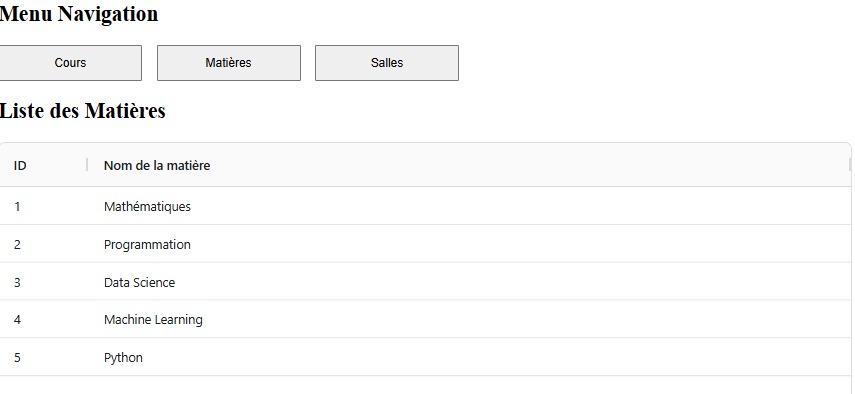 Menu Navigation
Cours Matières Salles
Liste des Matières
ID Nom de la matière
1 Mathématiques
2 Programmation
3 Data Science
4 Machine Learning
5 Python